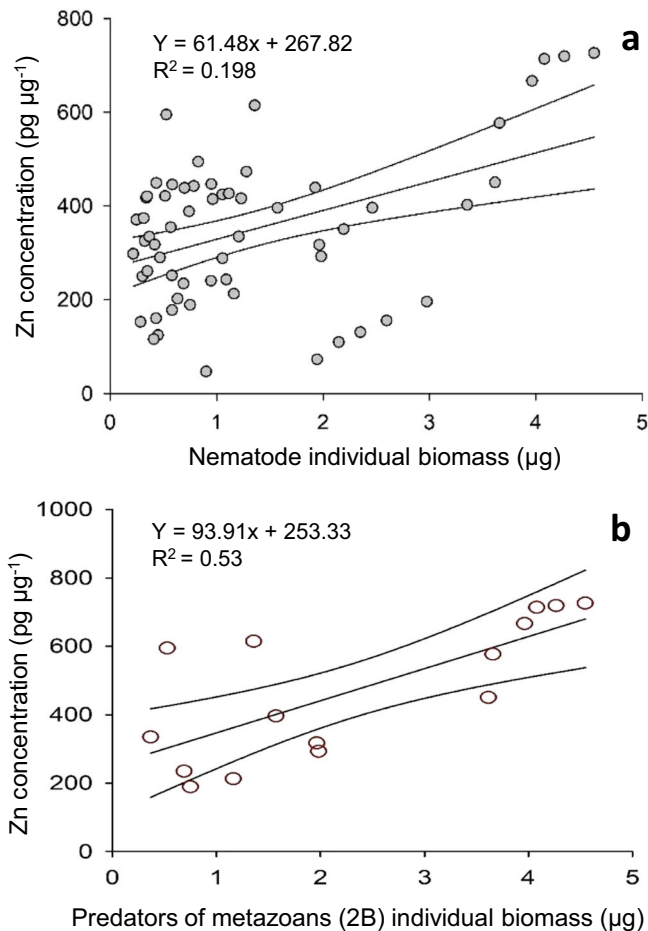 a
Y = 61.48x + 267.82
R² = 0.198
Zn concentration (pg µg⁻¹)
800
600
400
200
0
0 1 2 3 4 5
Nematode individual biomass (µg)
b
Y = 93.91x + 253.33
R² = 0.53
Zn concentration (pg µg⁻¹)
1000
800
600
400
200
0
0 1 2 3 4 5
Predators of metazoans (2B) individual biomass (µg)